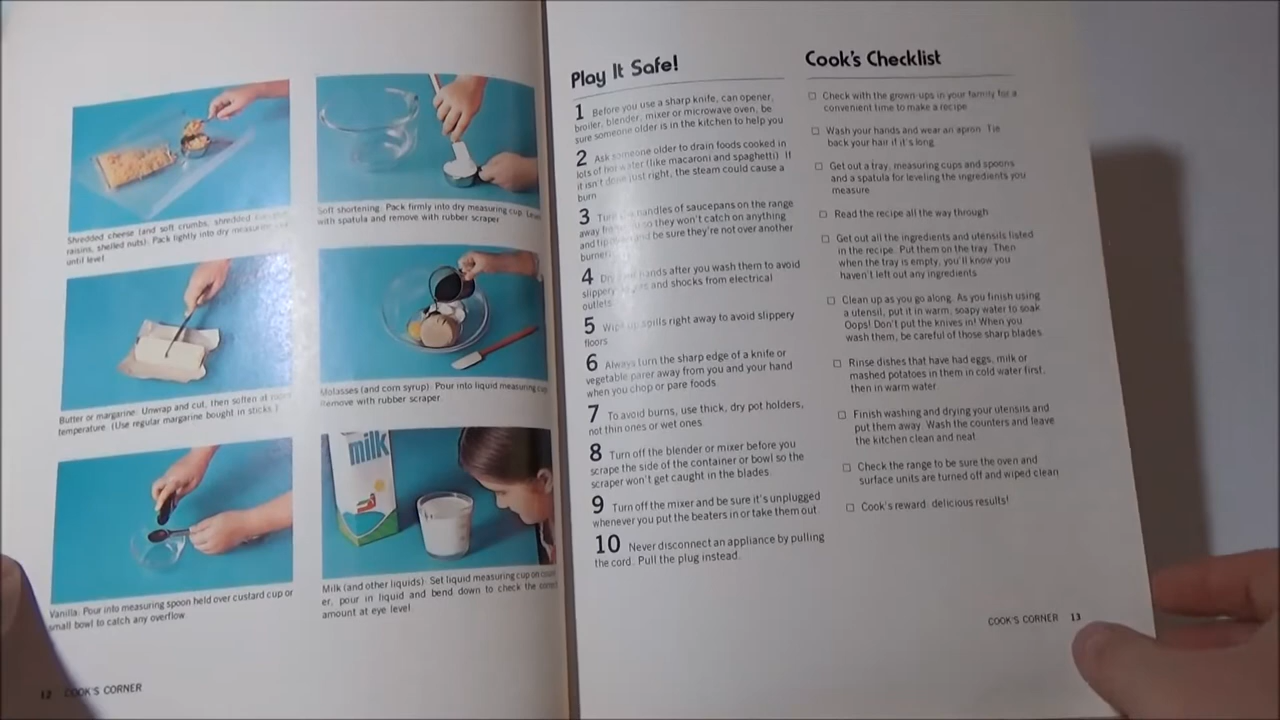 Shredded cheese (and soft crumbs, shredded
raisins, shelled nuts): Pack lightly into dry
until level.
Soft shortening: Pack firmly into dry measuring cup. Level
with spatula and remove with rubber scraper.
Butter or margarine: Unwrap and cut, then soften at
temperature. (Use regular margarine bought in sticks.)
Molasses (and corn syrup): Pour into liquid measuring
Remove with rubber scraper.
milk
Vanilla: Pour into measuring spoon held over custard cup or
small bowl to catch any overflow.
Milk (and other liquids): Set liquid measuring cup on
er, pour in liquid and bend down to check the
amount at eye level.
12 COOK'S CORNER
Play It Safe!
1 Before you use a sharp knife, can opener,
broiler, blender, mixer or microwave oven, be
sure someone older is in the kitchen to help you.
2 Ask someone older to drain foods cooked in
lots of hot water (like macaroni and spaghetti). If
it isn't done just right, the steam could cause a
burn.
3 Turn handles of saucepans on the range
away so they won't catch on anything
and tip and be sure they're not over another
burner.
4 Dry hands after you wash them to avoid
slippery and shocks from electrical
outlets.
5 Wipe up spills right away to avoid slippery
floors.
6 Always turn the sharp edge of a knife or
vegetable parer away from you and your hand
when you chop or pare foods.
7 To avoid burns, use thick, dry pot holders,
not thin ones or wet ones.
8 Turn off the blender or mixer before you
scrape the side of the container or bowl so the
scraper won't get caught in the blades.
9 Turn off the mixer and be sure it's unplugged
whenever you put the beaters in or take them out.
10 Never disconnect an appliance by pulling
the cord. Pull the plug instead.
Cook's Checklist
☐ Check with the grown-ups in your family for a
convenient time to make a recipe.
☐ Wash your hands and wear an apron. Tie
back your hair if it's long.
☐ Get out a tray, measuring cups and spoons
and a spatula for leveling the ingredients you
measure.
☐ Read the recipe all the way through.
☐ Get out all the ingredients and utensils listed
in the recipe. Put them on the tray. Then
when the tray is empty, you'll know you
haven't left out any ingredients.
☐ Clean up as you go along. As you finish using
a utensil, put it in warm, soapy water to soak.
Oops! Don't put the knives in! When you
wash them, be careful of those sharp blades.
☐ Rinse dishes that have had eggs, milk or
mashed potatoes in them in cold water first,
then in warm water.
☐ Finish washing and drying your utensils and
put them away. Wash the counters and leave
the kitchen clean and neat.
☐ Check the range to be sure the oven and
surface units are turned off and wiped clean.
☐ Cook's reward: delicious results!
COOK'S CORNER 13